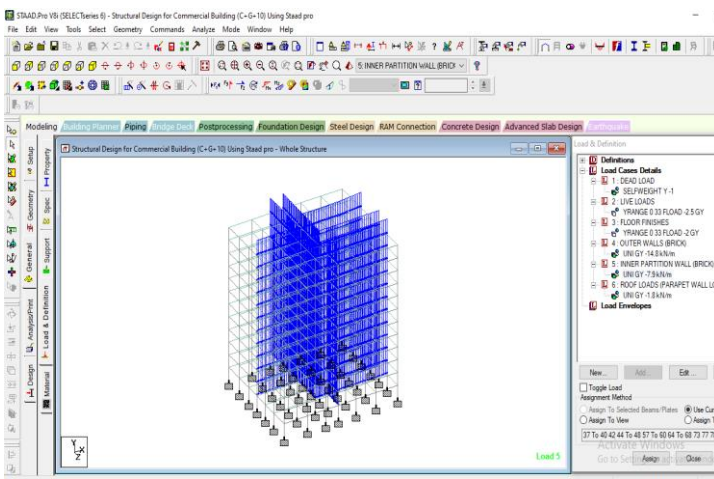 STAAD.Pro V8i (SELECTseries 6) - Structural Design for Commercial Building (C+G+10) Using Staad pro
File Edit View Tools Select Geometry Commands Analyze Mode Window Help
5: INNER PARTITION WALL (BRICK
Modeling Building Planner Piping Bridge Deck Postprocessing Foundation Design Steel Design RAM Connection Concrete Design Advanced Slab Design Earthquake
Structural Design for Commercial Building (C+G+10) Using Staad pro - Whole Structure
Setup
Geometry
General
Analysis/Print
Design
Property
Spec
Support
Load & Definition
Material
Y
X
Z
Load 5
Load & Definition
Definitions
Load Cases Details
1 : DEAD LOAD
SELFWEIGHT Y -1
2 : LIVE LOADS
YRANGE 0 33 FLOAD -2.5 GY
3 : FLOOR FINISHES
YRANGE 0 33 FLOAD -2 GY
4 : OUTER WALLS (BRICK)
UNI GY -14.8 kN/m
5 : INNER PARTITION WALL (BRICK)
UNI GY -7.9 kN/m
6 : ROOF LOADS (PARAPET WALL LO
UNI GY -1.8 kN/m
Load Envelopes
New... Add... Edit...
Toggle Load
Assignment Method
Assign To Selected Beams/Plates Use Cur
Assign To View Assign T
37 To 40 42 44 To 48 57 To 60 64 To 68 73 77 7
Activate Windows
Assign Close